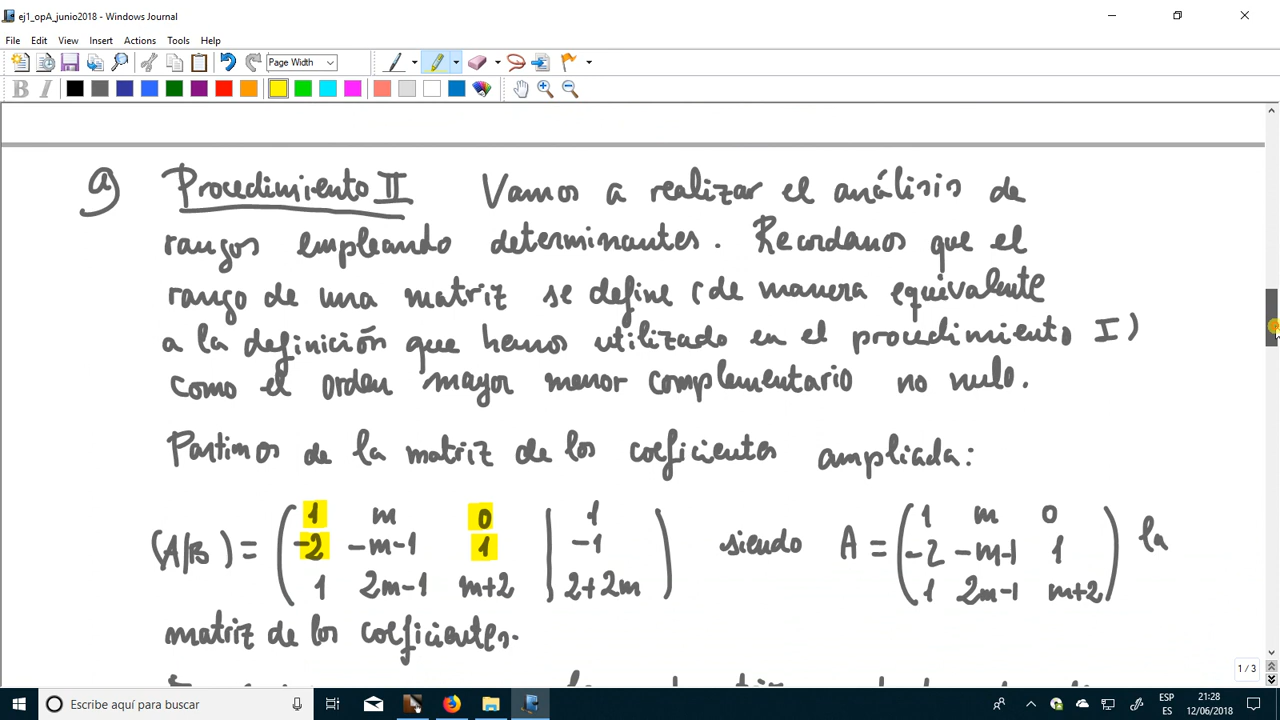 ej1_opA_junio2018 - Windows Journal
File Edit View Insert Actions Tools Help
Page Width
B I
a) Procedimiento II Vamos a realizar el análisis de
rangos empleando determinantes. Recordamos que el
rango de una matriz se define (de manera equivalente
a la definición que hemos utilizado en el procedimiento I)
como el orden mayor menor complementario no nulo.
Partimos de la matriz de los coeficientes ampliada:
1 m 0 | 1 1 m 0
(A/B) = -2 -m-1 1 | -1 siendo A = -2 -m-1 1 la
1 2m-1 m+2 | 2+2m 1 2m-1 m+2
matriz de los coeficientes.
1 / 3
Escribe aquí para buscar
ESP 21:28
ES 12/06/2018